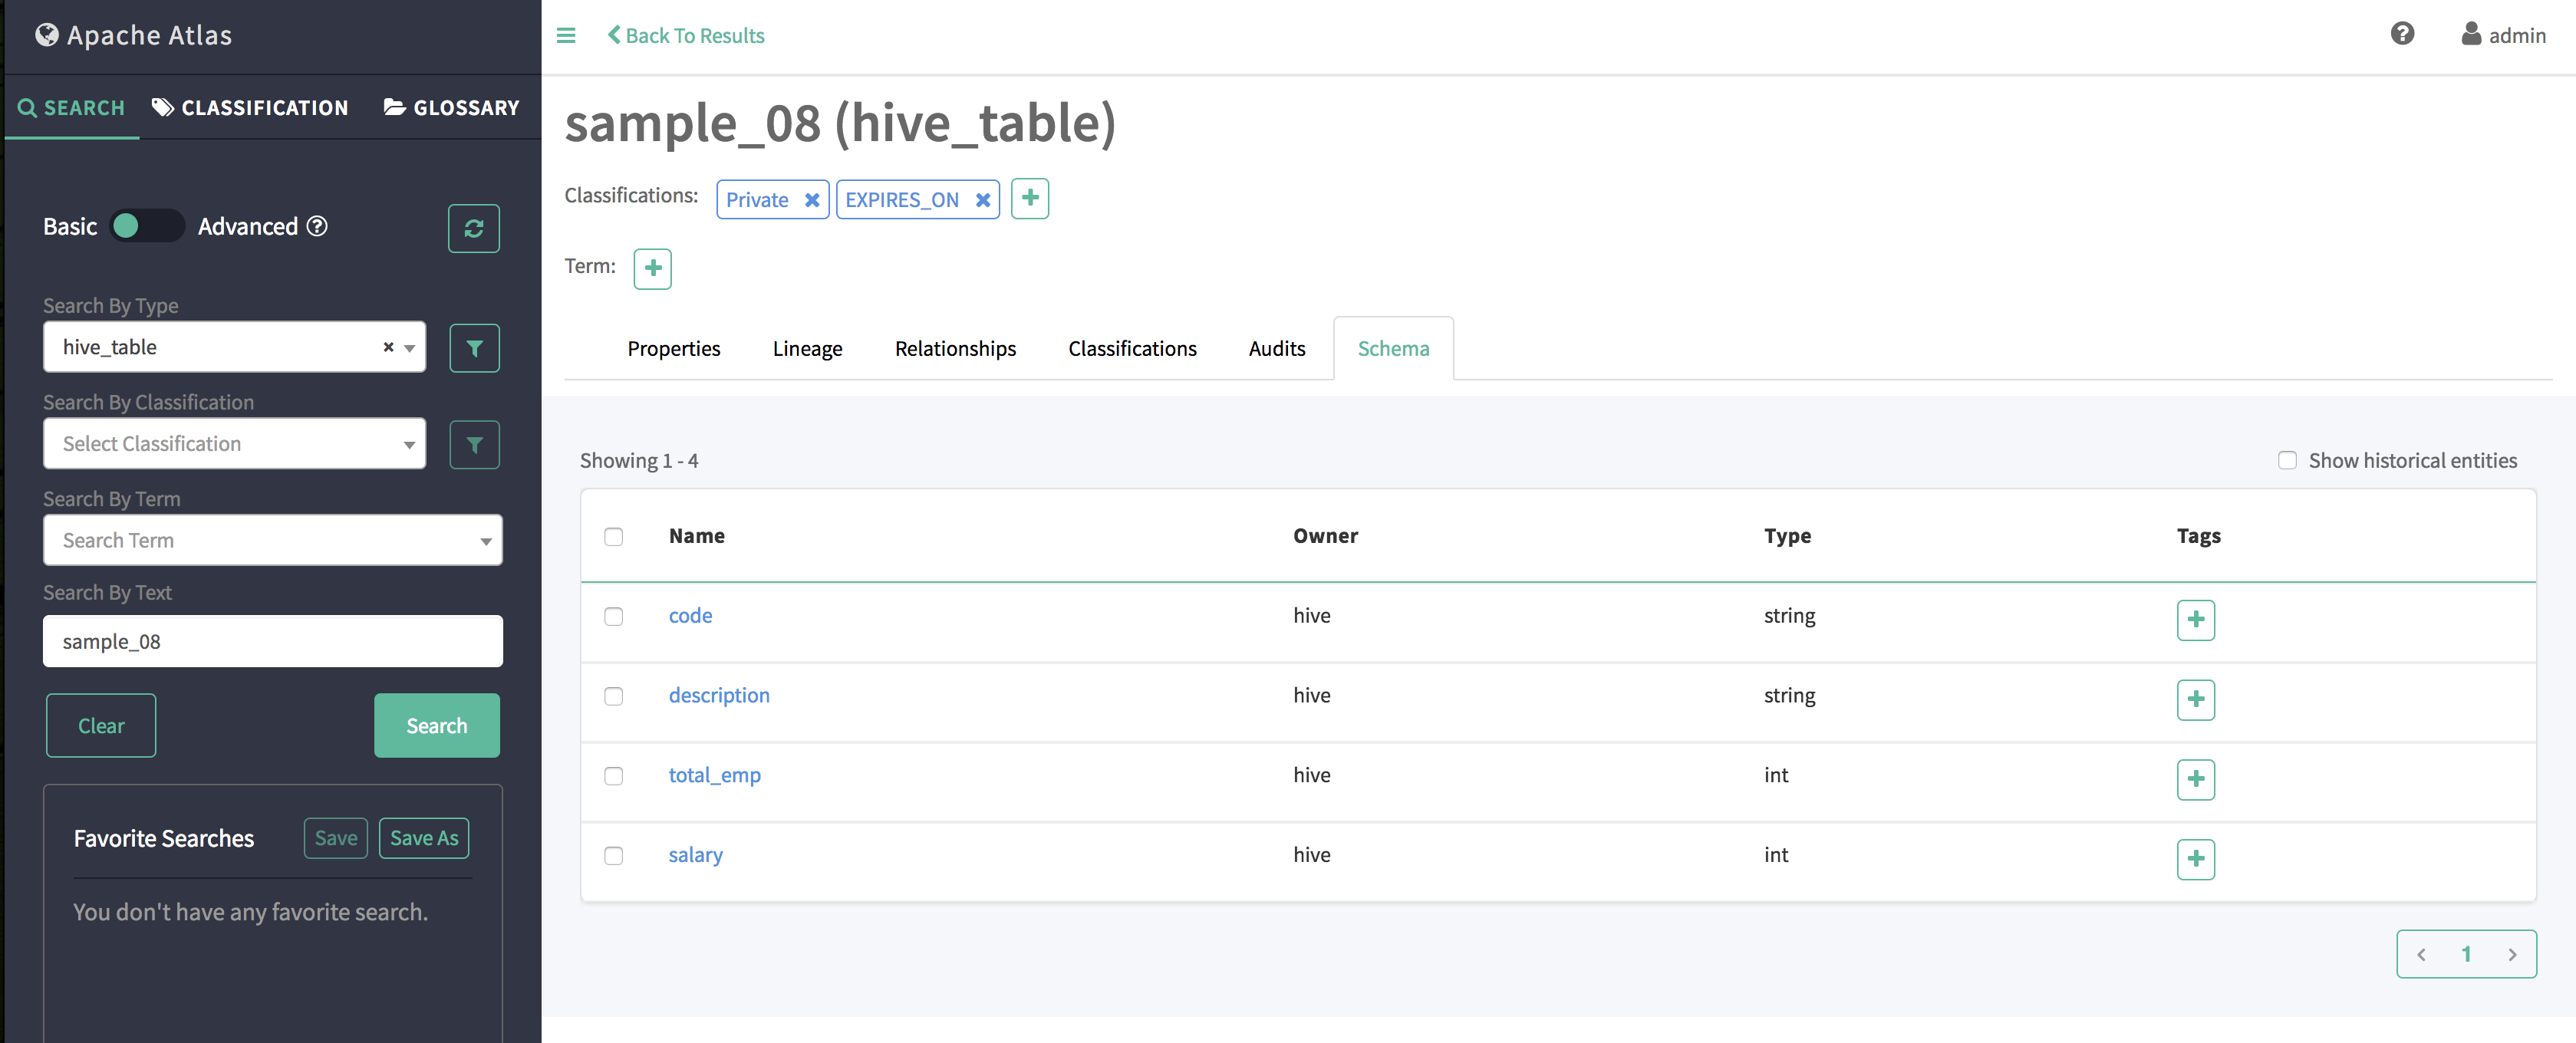 Apache Atlas
SEARCH CLASSIFICATION GLOSSARY
Basic Advanced
Search By Type
hive_table
Search By Classification
Select Classification
Search By Term
Search Term
Search By Text
sample_08
Clear Search
Favorite Searches Save Save As
You don't have any favorite search.
Back To Results admin
sample_08 (hive_table)
Classifications: Private EXPIRES_ON
Term:
Properties Lineage Relationships Classifications Audits Schema
Showing 1 - 4 Show historical entities
Name Owner Type Tags
code hive string
description hive string
total_emp hive int
salary hive int
1